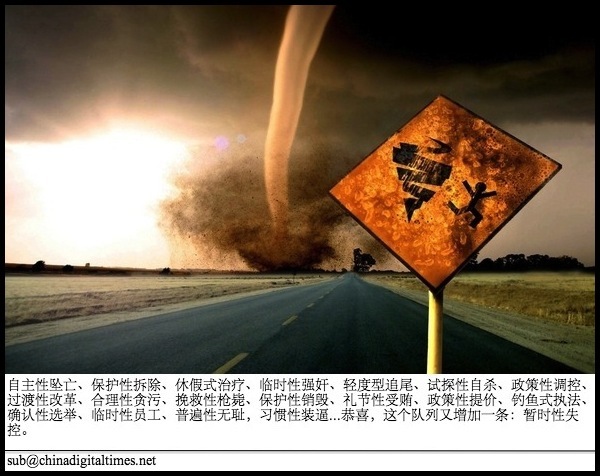 自主性坠亡、保护性拆除、休假式治疗、临时性强奸、轻度型追尾、试探性自杀、政策性调控、
过渡性改革、合理性贪污、挽救性枪毙、保护性销毁、礼节性受贿、政策性提价、钓鱼式执法、
确认性选举、临时性员工、普遍性无耻，习惯性装逼...恭喜，这个队列又增加一条：暂时性失
控。
sub@chinadigitaltimes.net